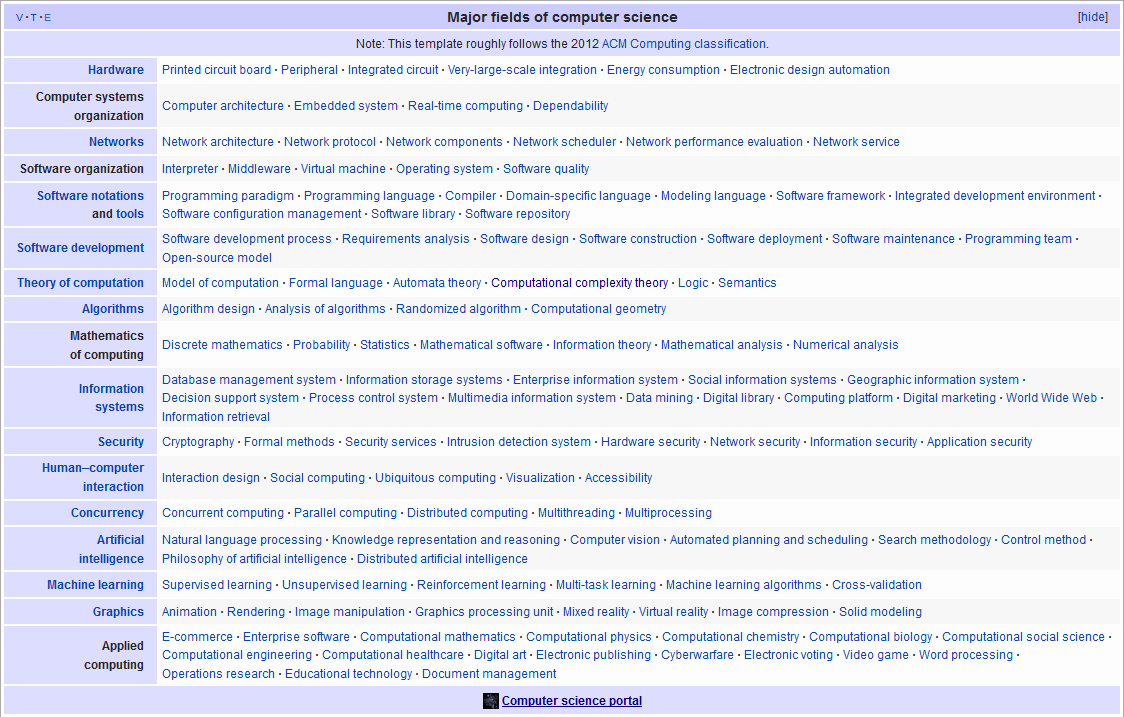 V · T · E Major fields of computer science [hide]
Note: This template roughly follows the 2012 ACM Computing classification.
Hardware Printed circuit board · Peripheral · Integrated circuit · Very-large-scale integration · Energy consumption · Electronic design automation
Computer systems
organization Computer architecture · Embedded system · Real-time computing · Dependability
Networks Network architecture · Network protocol · Network components · Network scheduler · Network performance evaluation · Network service
Software organization Interpreter · Middleware · Virtual machine · Operating system · Software quality
Software notations
and tools
Programming paradigm · Programming language · Compiler · Domain-specific language · Modeling language · Software framework · Integrated development environment ·
Software configuration management · Software library · Software repository
Software development
Software development process · Requirements analysis · Software design · Software construction · Software deployment · Software maintenance · Programming team ·
Open-source model
Theory of computation Model of computation · Formal language · Automata theory · Computational complexity theory · Logic · Semantics
Algorithms Algorithm design · Analysis of algorithms · Randomized algorithm · Computational geometry
Mathematics
of computing
Discrete mathematics · Probability · Statistics · Mathematical software · Information theory · Mathematical analysis · Numerical analysis
Information
systems
Database management system · Information storage systems · Enterprise information system · Social information systems · Geographic information system ·
Decision support system · Process control system · Multimedia information system · Data mining · Digital library · Computing platform · Digital marketing · World Wide Web ·
Information retrieval
Security Cryptography · Formal methods · Security services · Intrusion detection system · Hardware security · Network security · Information security · Application security
Human–computer
interaction
Interaction design · Social computing · Ubiquitous computing · Visualization · Accessibility
Concurrency Concurrent computing · Parallel computing · Distributed computing · Multithreading · Multiprocessing
Artificial
intelligence
Natural language processing · Knowledge representation and reasoning · Computer vision · Automated planning and scheduling · Search methodology · Control method ·
Philosophy of artificial intelligence · Distributed artificial intelligence
Machine learning Supervised learning · Unsupervised learning · Reinforcement learning · Multi-task learning · Machine learning algorithms · Cross-validation
Graphics Animation · Rendering · Image manipulation · Graphics processing unit · Mixed reality · Virtual reality · Image compression · Solid modeling
Applied
computing
E-commerce · Enterprise software · Computational mathematics · Computational physics · Computational chemistry · Computational biology · Computational social science ·
Computational engineering · Computational healthcare · Digital art · Electronic publishing · Cyberwarfare · Electronic voting · Video game · Word processing ·
Operations research · Educational technology · Document management
Computer science portal